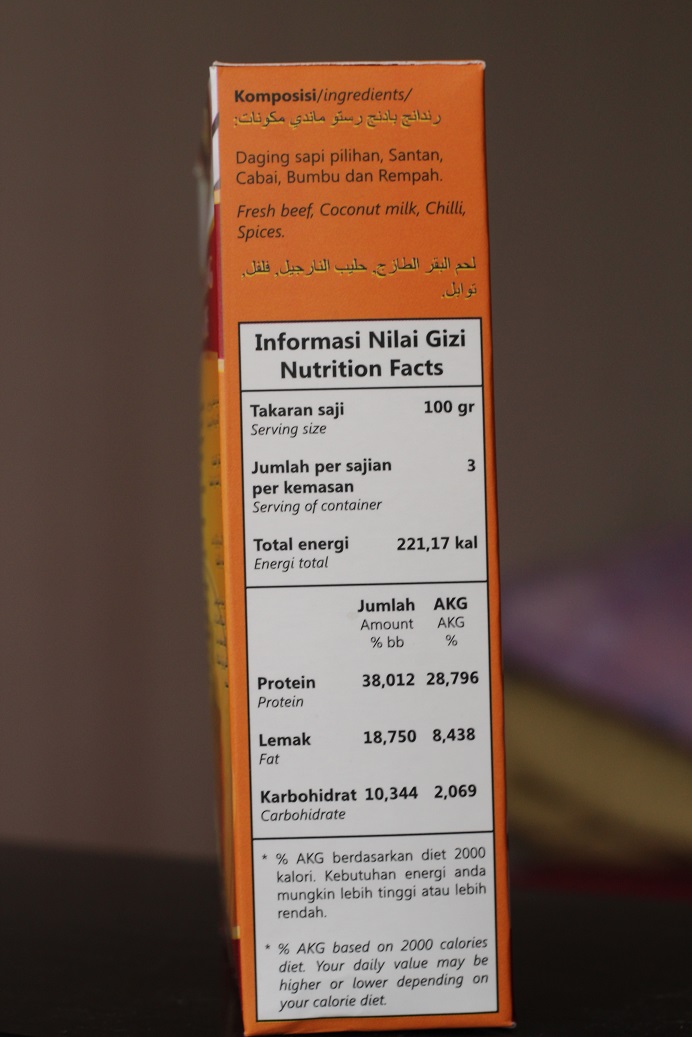 Komposisi/ingredients/
رندانج بادنج رستو ماندي مكونات:
Daging sapi pilihan, Santan,
Cabai, Bumbu dan Rempah.
Fresh beef, Coconut milk, Chilli,
Spices.
لحم البقر الطازج, حليب النارجيل, فلفل,
توابل.
Informasi Nilai Gizi
Nutrition Facts
Takaran saji 100 gr
Serving size
Jumlah per sajian 3
per kemasan
Serving of container
Total energi 221,17 kal
Energi total
Jumlah AKG
Amount AKG
% bb %
Protein 38,012 28,796
Protein
Lemak 18,750 8,438
Fat
Karbohidrat 10,344 2,069
Carbohidrate
* % AKG berdasarkan diet 2000
kalori. Kebutuhan energi anda
mungkin lebih tinggi atau lebih
rendah.
* % AKG based on 2000 calories
diet. Your daily value may be
higher or lower depending on
your calorie diet.